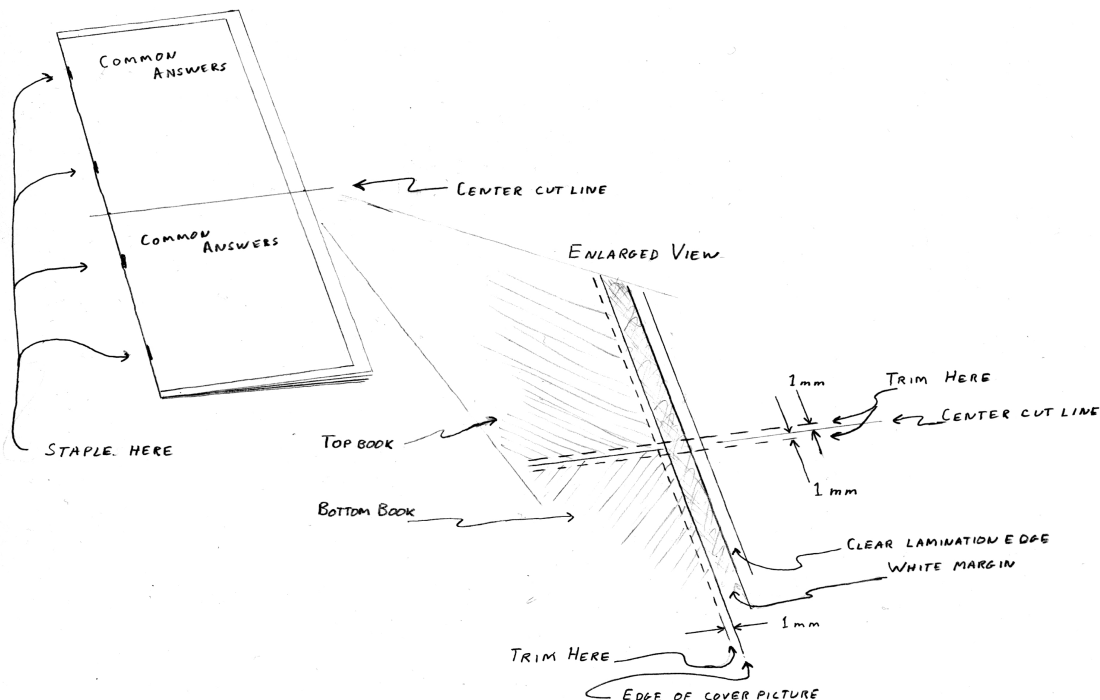 COMMON
ANSWERS
CENTER CUT LINE
COMMON
ANSWERS
ENLARGED VIEW
1mm
TRIM HERE
CENTER CUT LINE
TOP BOOK
STAPLE. HERE
1mm
BOTTOM BOOK
CLEAR LAMINATION EDGE
WHITE MARGIN
1mm
TRIM HERE
EDGE OF COVER PICTURE